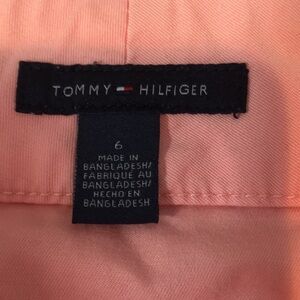 TOMMY HILFIGER
6
MADE IN
BANGLADESH/
FABRIQUE AU
BANGLADESH/
HECHO EN
BANGLADESH